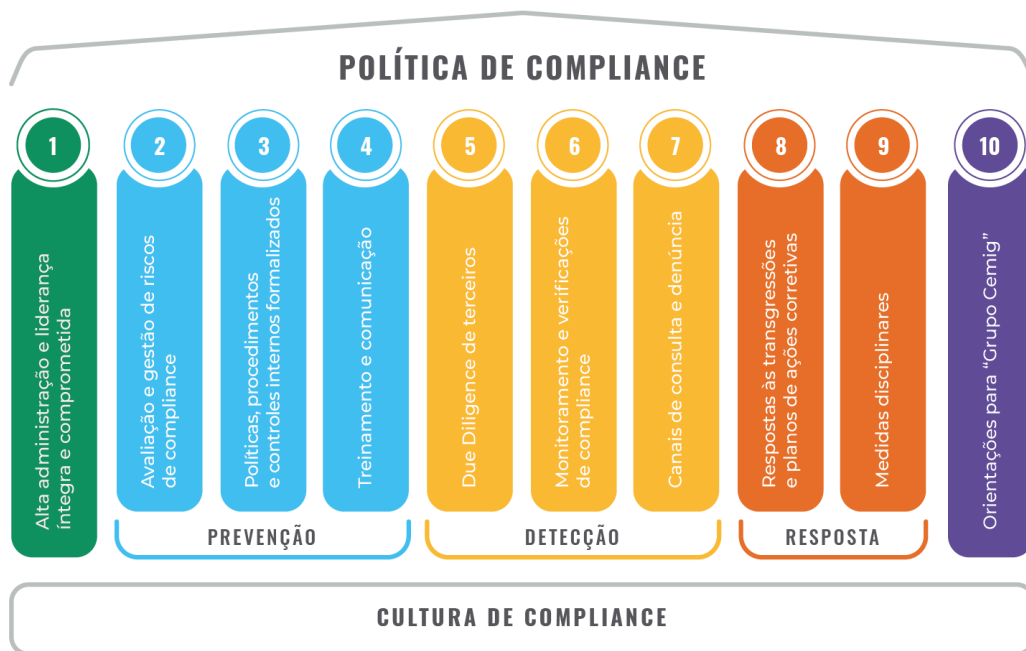 POLÍTICA DE COMPLIANCE
1
Alta administração e liderança
íntegra e comprometida
2
Avaliação e gestão de riscos
de compliance
3
Políticas, procedimentos
e controles internos formalizados
4
Treinamento e comunicação
5
Due Diligence de terceiros
6
Monitoramento e verificações
de compliance
7
Canais de consulta e denúncia
8
Respostas às transgressões
e planos de ações corretivas
9
Medidas disciplinares
10
Orientações para “Grupo Cemig”
PREVENÇÃO
DETECÇÃO
RESPOSTA
CULTURA DE COMPLIANCE